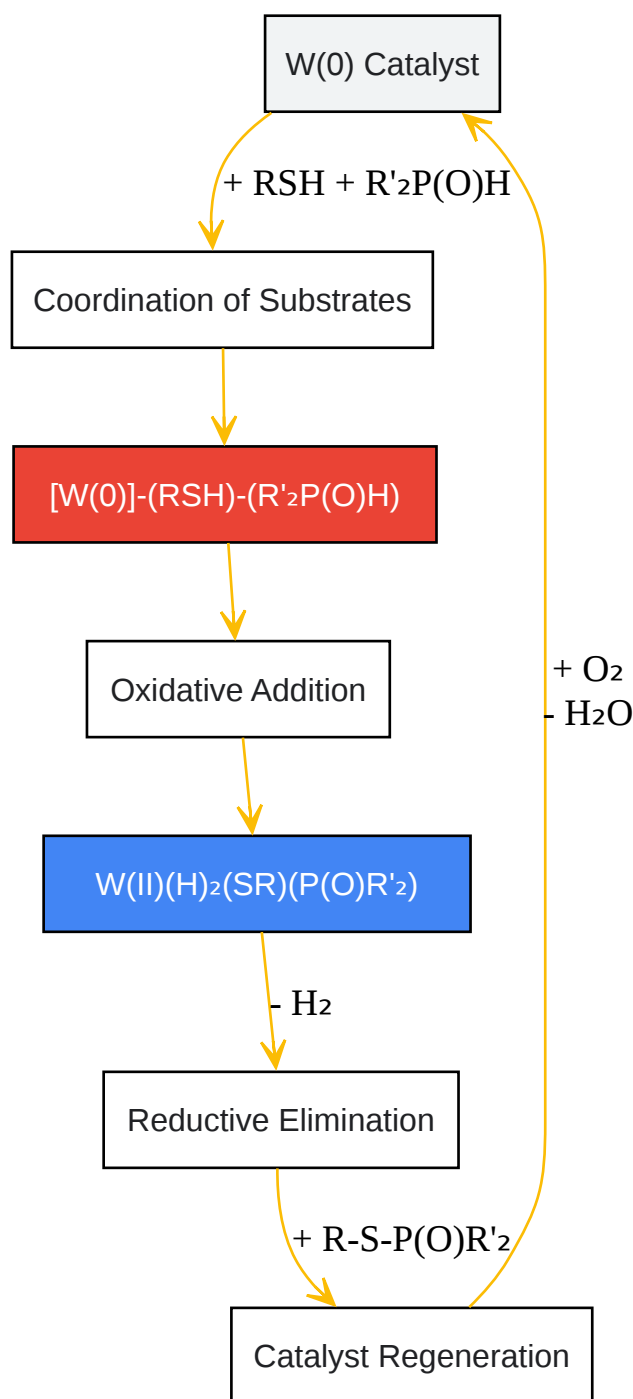 W(0) Catalyst
+ RSH + R'₂P(O)H
Coordination of Substrates
[W(0)]-(RSH)-(R'₂P(O)H)
Oxidative Addition
+ O₂
- H₂O
W(II)(H)₂(SR)(P(O)R'₂)
- H₂
Reductive Elimination
+ R-S-P(O)R'₂
Catalyst Regeneration